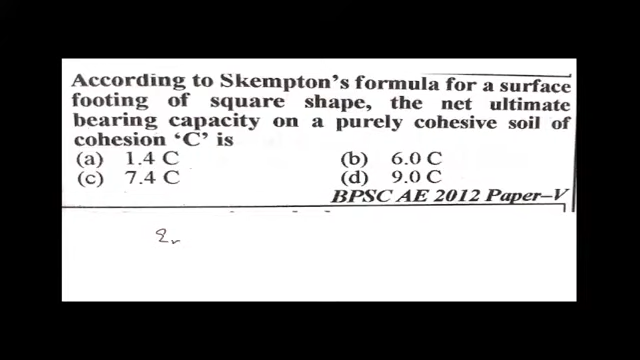 According to Skempton's formula for a surface
footing of square shape, the net ultimate
bearing capacity on a purely cohesive soil of
cohesion 'C' is
(a) 1.4 C (b) 6.0 C
(c) 7.4 C (d) 9.0 C
BPSC AE 2012 Paper–V